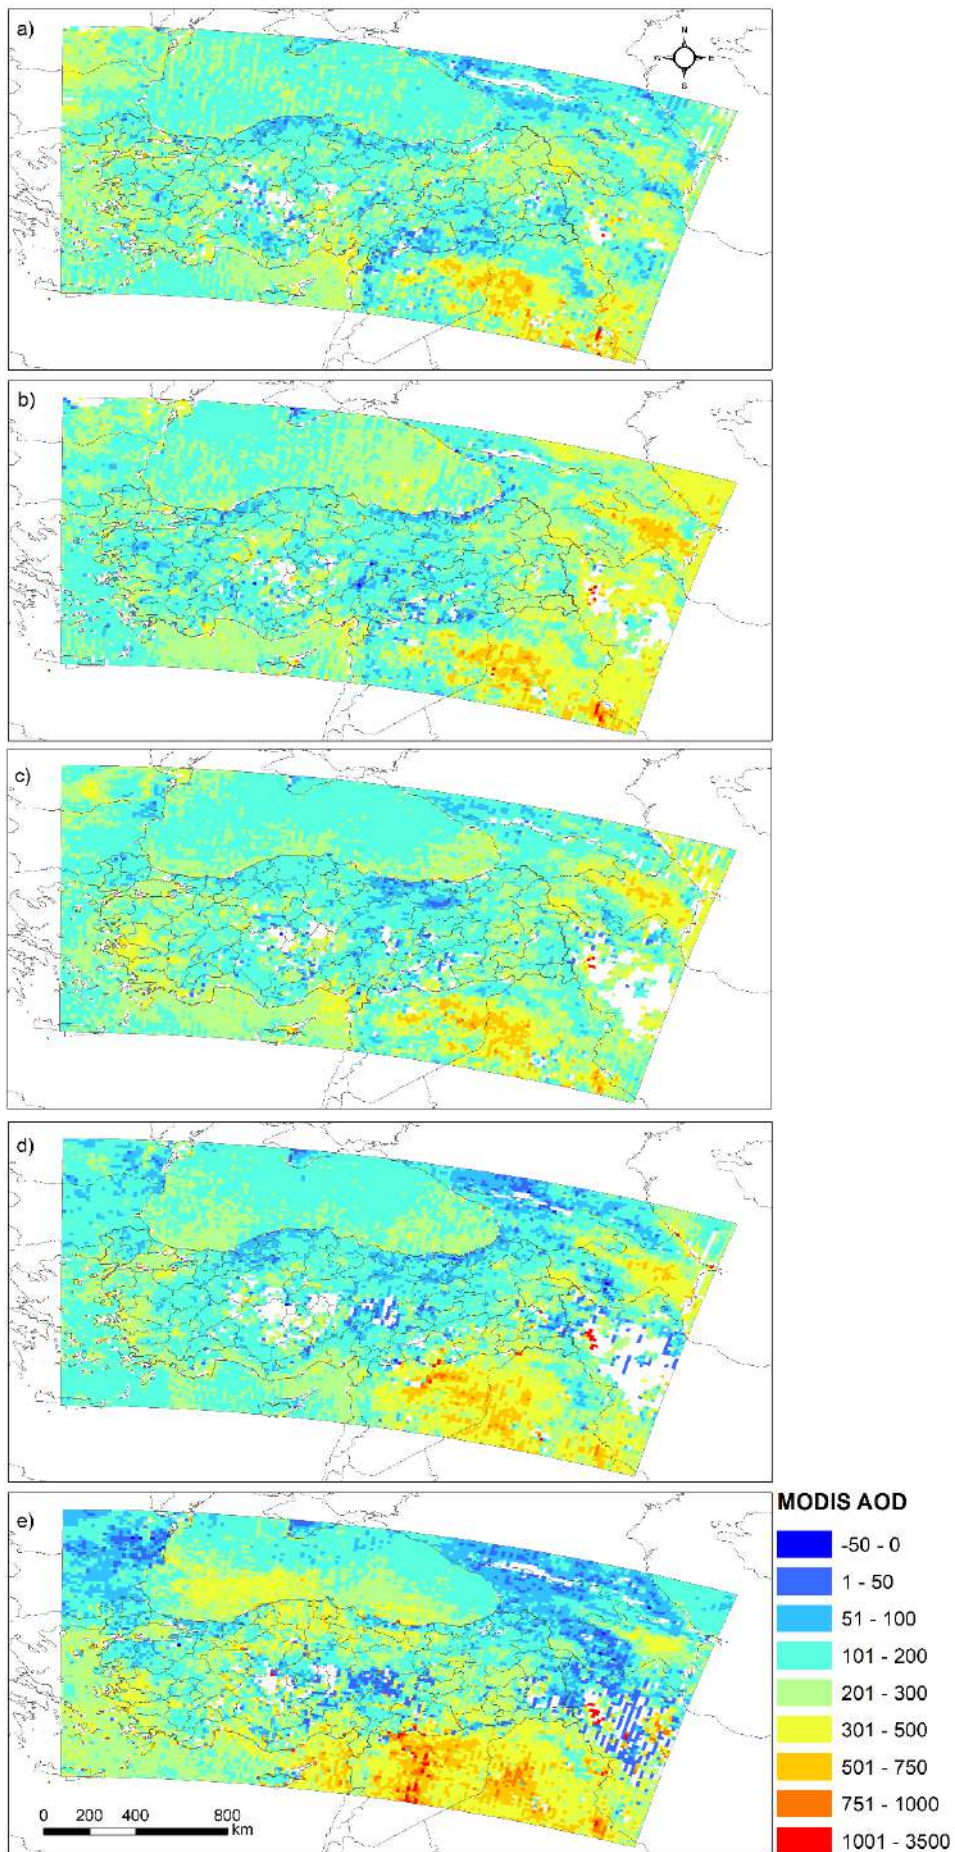 a)
N
E
S
b)
c)
d)
e)
MODIS AOD
-50 - 0
1 - 50
51 - 100
101 - 200
201 - 300
301 - 500
501 - 750
751 - 1000
1001 - 3500
0 200 400 800
km